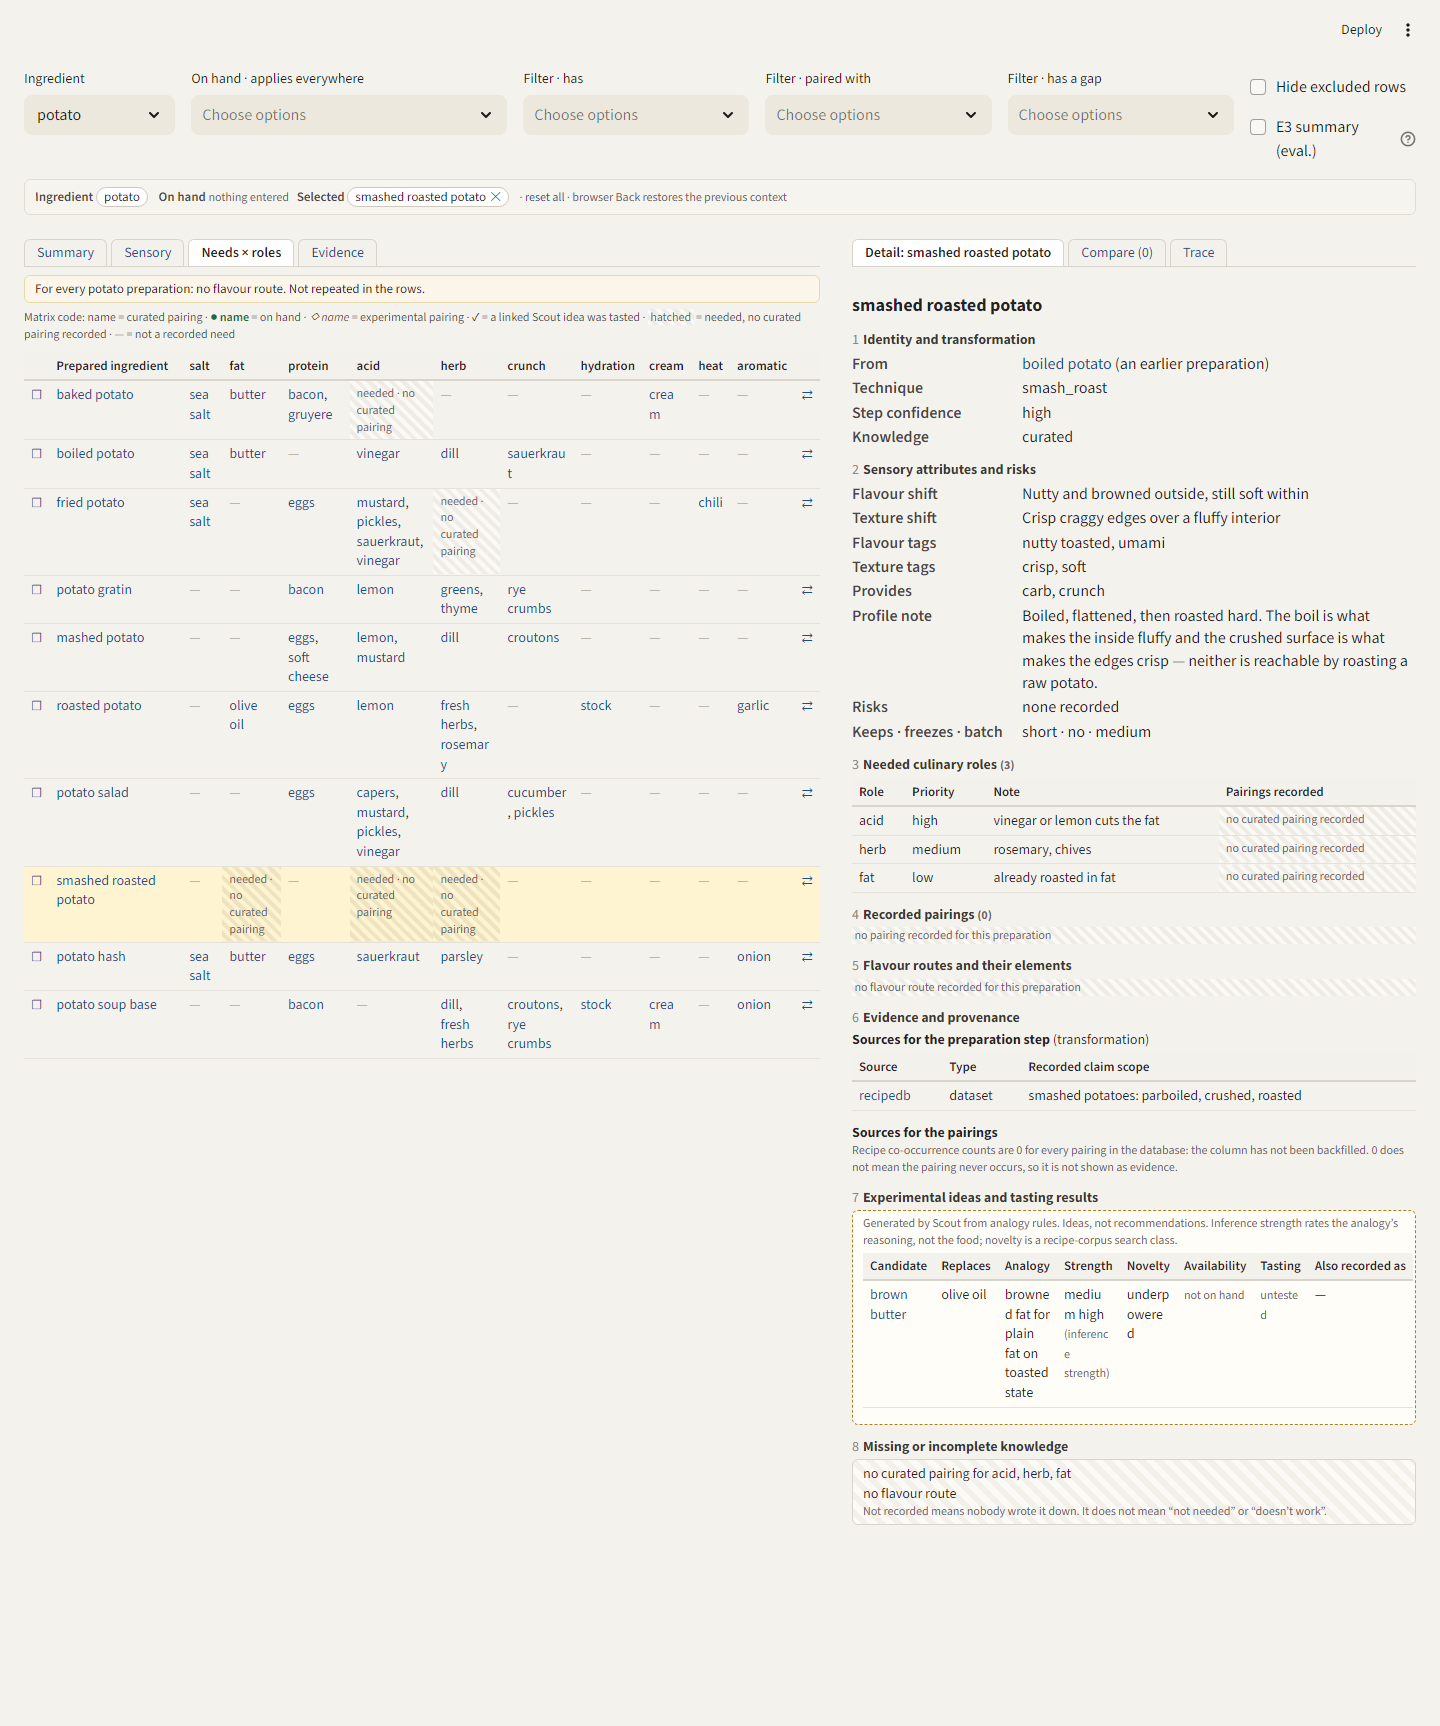 Deploy
Ingredient
On hand · applies everywhere
Filter · has
Filter · paired with
Filter · has a gap
potato
Choose options
Choose options
Choose options
Choose options
Hide excluded rows
E3 summary
(eval.)
Ingredient potato On hand nothing entered Selected smashed roasted potato · reset all · browser Back restores the previous context
Summary
Sensory
Needs × roles
Evidence
For every potato preparation: no flavour route. Not repeated in the rows.
Matrix code: name = curated pairing · ● name = on hand · ◇ name = experimental pairing · ✓ = a linked Scout idea was tasted · hatched = needed, no curated
pairing recorded · — = not a recorded need
Prepared ingredient salt fat protein acid herb crunch hydration cream heat aromatic
baked potato
sea
salt
butter
bacon,
gruyere
needed · no
curated
pairing
—
—
—
crea
m
—
—
⇄
boiled potato
sea
salt
butter
—
vinegar
dill
sauerkrau
t
—
—
—
—
⇄
fried potato
sea
salt
—
eggs
mustard,
pickles,
sauerkraut,
vinegar
needed ·
no
curated
pairing
—
—
—
chili
—
⇄
potato gratin
—
—
bacon
lemon
greens,
thyme
rye
crumbs
—
—
—
—
⇄
mashed potato
—
—
eggs,
soft
cheese
lemon,
mustard
dill
croutons
—
—
—
—
⇄
roasted potato
—
olive
oil
eggs
lemon
fresh
herbs,
rosemar
y
—
stock
—
—
garlic
⇄
potato salad
—
—
eggs
capers,
mustard,
pickles,
vinegar
dill
cucumber
, pickles
—
—
—
—
⇄
smashed roasted
potato
—
needed ·
no
curated
pairing
—
needed · no
curated
pairing
needed ·
no
curated
pairing
—
—
—
—
—
⇄
potato hash
sea
salt
butter
eggs
sauerkraut
parsley
—
—
—
—
onion
⇄
potato soup base
—
—
bacon
—
dill,
fresh
herbs
croutons,
rye
crumbs
stock
crea
m
—
onion
⇄
Detail: smashed roasted potato
Compare (0)
Trace
smashed roasted potato
1 Identity and transformation
From boiled potato (an earlier preparation)
Technique smash_roast
Step confidence high
Knowledge curated
2 Sensory attributes and risks
Flavour shift Nutty and browned outside, still soft within
Texture shift Crisp craggy edges over a fluffy interior
Flavour tags nutty toasted, umami
Texture tags crisp, soft
Provides carb, crunch
Profile note Boiled, flattened, then roasted hard. The boil is what
makes the inside fluffy and the crushed surface is what
makes the edges crisp — neither is reachable by roasting a
raw potato.
Risks none recorded
Keeps · freezes · batch short · no · medium
3 Needed culinary roles (3)
Role Priority Note Pairings recorded
acid high vinegar or lemon cuts the fat no curated pairing recorded
herb medium rosemary, chives no curated pairing recorded
fat low already roasted in fat no curated pairing recorded
4 Recorded pairings (0)
no pairing recorded for this preparation
5 Flavour routes and their elements
no flavour route recorded for this preparation
6 Evidence and provenance
Sources for the preparation step (transformation)
Source Type Recorded claim scope
recipedb dataset smashed potatoes: parboiled, crushed, roasted
Sources for the pairings
Recipe co-occurrence counts are 0 for every pairing in the database: the column has not been backfilled. 0 does
not mean the pairing never occurs, so it is not shown as evidence.
7 Experimental ideas and tasting results
Generated by Scout from analogy rules. Ideas, not recommendations. Inference strength rates the analogy's
reasoning, not the food; novelty is a recipe-corpus search class.
Candidate Replaces Analogy Strength Novelty Availability Tasting Also recorded as
brown
butter
olive oil
browne
d fat for
plain
fat on
toasted
state
mediu
m high
(inferenc
e
strength)
underp
owere
d
not on hand
unteste
d
—
8 Missing or incomplete knowledge
no curated pairing for acid, herb, fat
no flavour route
Not recorded means nobody wrote it down. It does not mean “not needed” or “doesn’t work”.